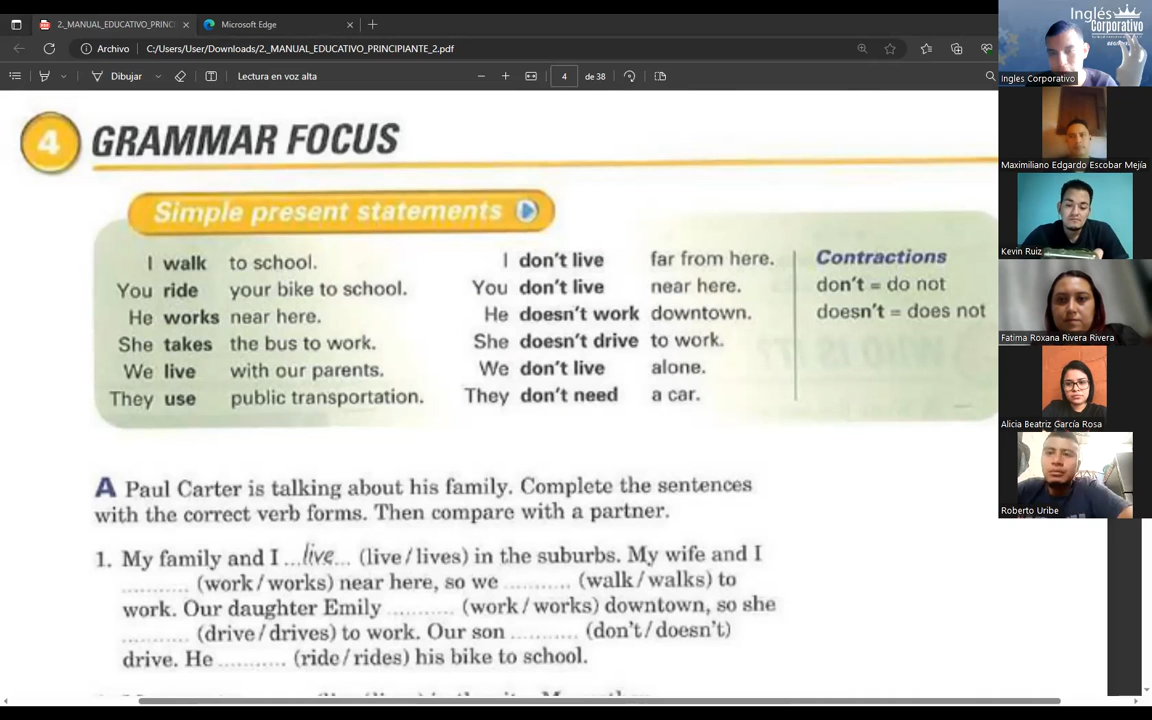 2._MANUAL_EDUCATIVO_PRINC
Microsoft Edge
Archivo
C:/Users/User/Downloads/2._MANUAL_EDUCATIVO_PRINCIPIANTE_2.pdf
Dibujar
Lectura en voz alta
4
de 38
4 GRAMMAR FOCUS
Simple present statements
I walk to school.
You ride your bike to school.
He works near here.
She takes the bus to work.
We live with our parents.
They use public transportation.
I don't live far from here.
You don't live near here.
He doesn't work downtown.
She doesn't drive to work.
We don't live alone.
They don't need a car.
Contractions
don't = do not
doesn't = does not
A Paul Carter is talking about his family. Complete the sentences
with the correct verb forms. Then compare with a partner.
1. My family and I ...live... (live/lives) in the suburbs. My wife and I
.......... (work/works) near here, so we .......... (walk/walks) to
work. Our daughter Emily .......... (work/works) downtown, so she
.......... (drive/drives) to work. Our son .......... (don't/doesn't)
drive. He .......... (ride/rides) his bike to school.
Inglés
Corporativo
Ingles Corporativo
Maximiliano Edgardo Escobar Mejía
Kevin Ruiz
Fatima Roxana Rivera Rivera
Alicia Beatriz García Rosa
Roberto Uribe